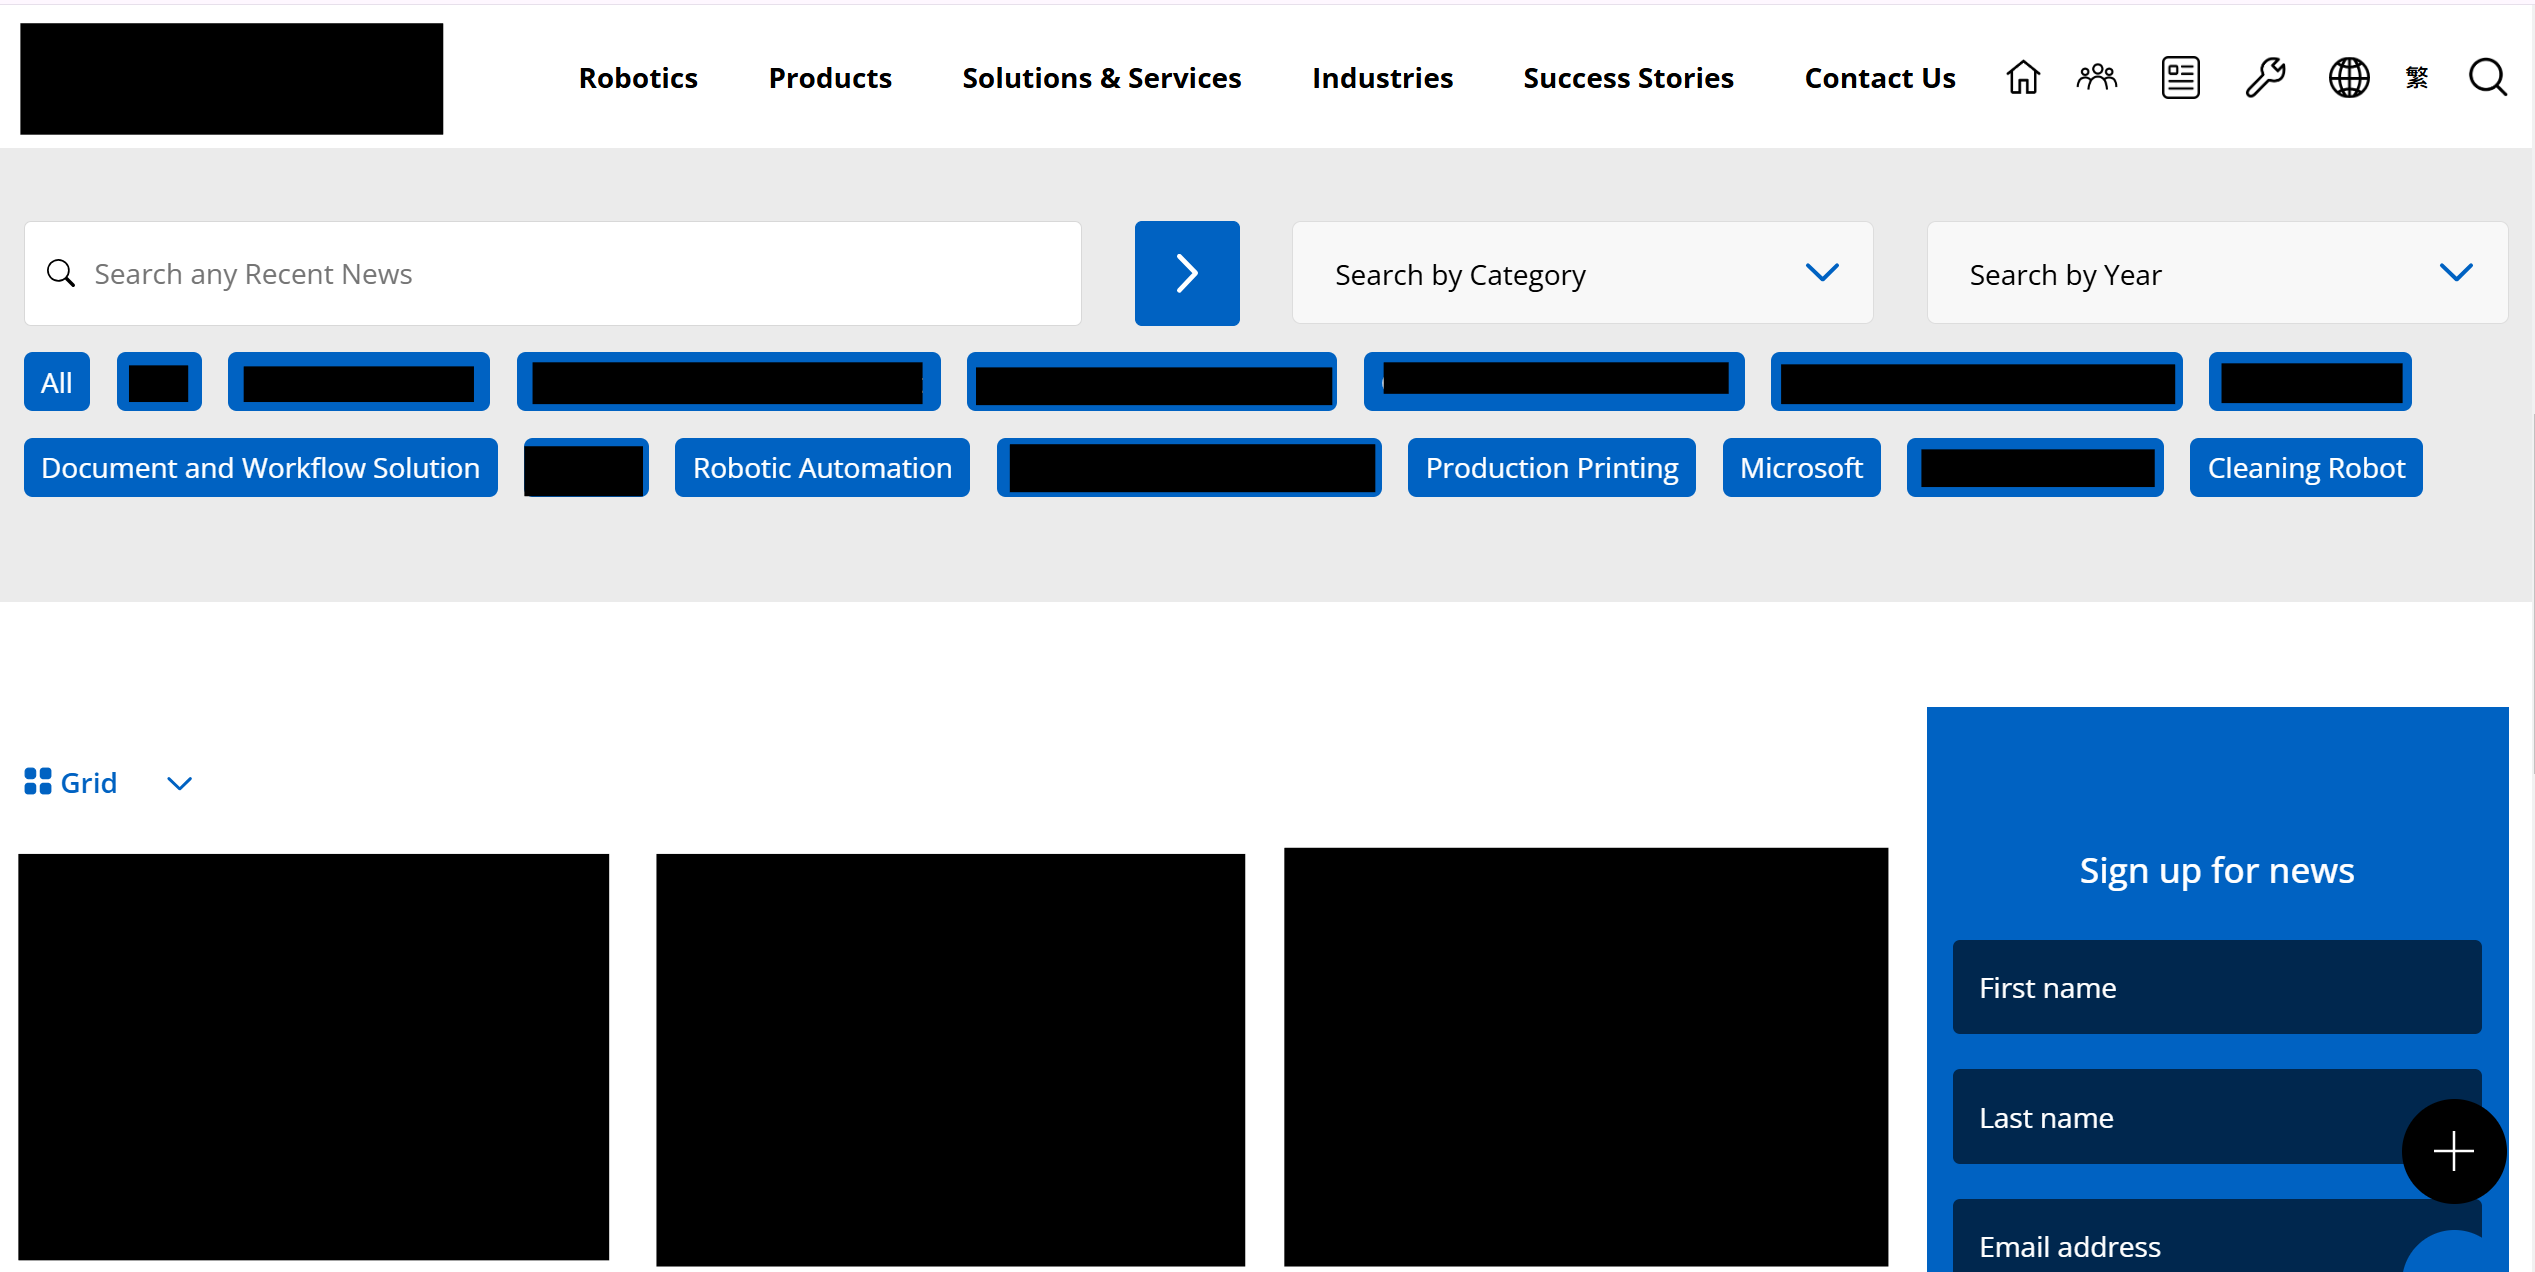 Robotics Products Solutions & Services Industries Success Stories Contact Us 繁
Search any Recent News Search by Category Search by Year
All
Document and Workflow Solution Robotic Automation Production Printing Microsoft Cleaning Robot
Grid
Sign up for news
First name
Last name
Email address